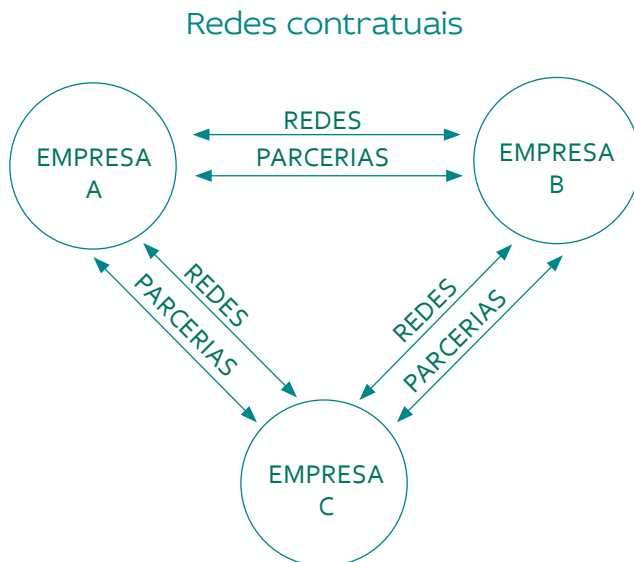 Redes contratuais
REDES
EMPRESA
A
PARCERIAS
EMPRESA
B
REDES
PARCERIAS
REDES
PARCERIAS
EMPRESA
C